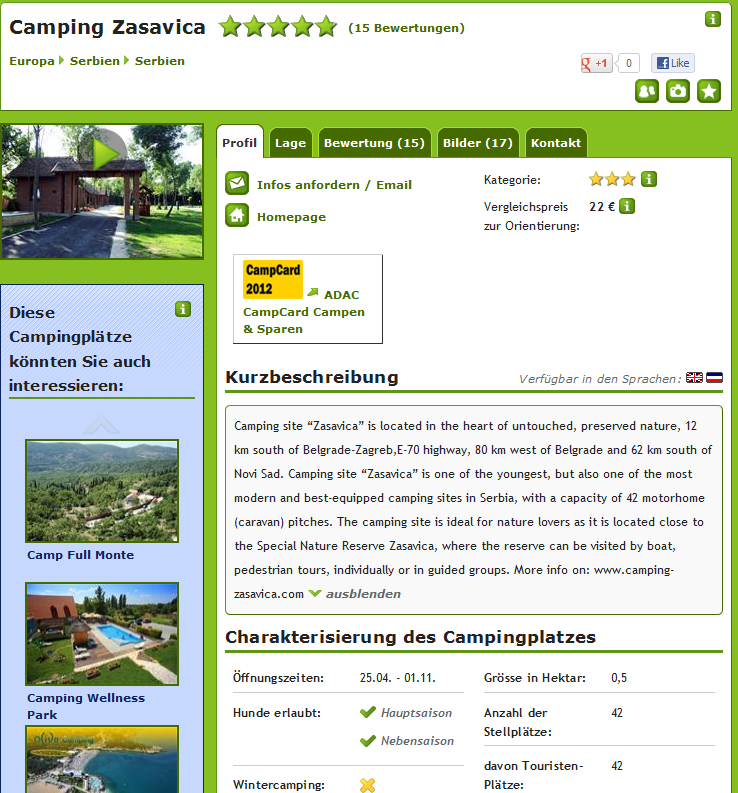 Camping Zasavica (15 Bewertungen)
Europa Serbien Serbien
+1 0 Like
Profil Lage Bewertung (15) Bilder (17) Kontakt
Infos anfordern / Email
Homepage
Kategorie:
Vergleichspreis 22 €
zur Orientierung:
CampCard
2012
ADAC
CampCard Campen
& Sparen
Diese
Campingplätze
könnten Sie auch
interessieren:
Camp Full Monte
Camping Wellness
Park
Oliva Camping
Kurzbeschreibung Verfügbar in den Sprachen:
Camping site “Zasavica” is located in the heart of untouched, preserved nature, 12
km south of Belgrade-Zagreb,E-70 highway, 80 km west of Belgrade and 62 km south of
Novi Sad. Camping site “Zasavica” is one of the youngest, but also one of the most
modern and best-equipped camping sites in Serbia, with a capacity of 42 motorhome
(caravan) pitches. The camping site is ideal for nature lovers as it is located close to
the Special Nature Reserve Zasavica, where the reserve can be visited by boat,
pedestrian tours, individually or in guided groups. More info on: www.camping-
zasavica.com ausblenden
Charakterisierung des Campingplatzes
Öffnungszeiten: 25.04. - 01.11.
Hunde erlaubt: Hauptsaison
Nebensaison
Wintercamping:
Grösse in Hektar: 0,5
Anzahl der 42
Stellplätze:
davon Touristen- 42
Plätze: